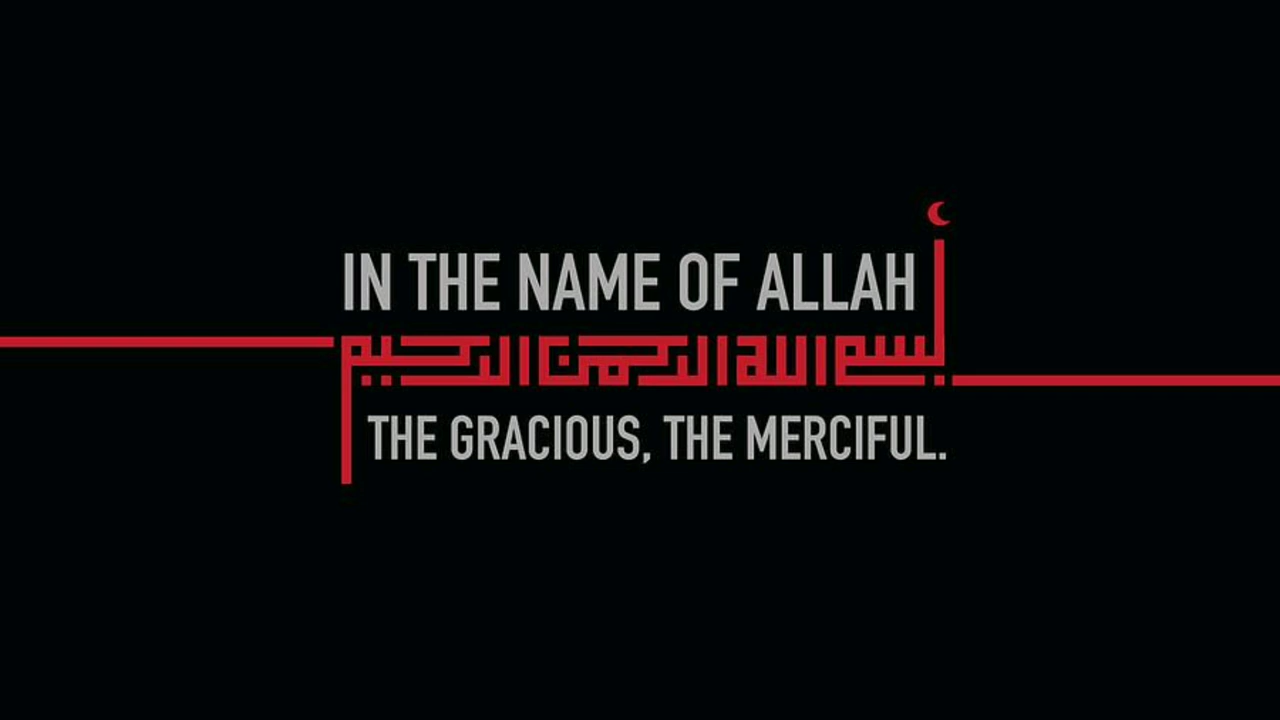 IN THE NAME OF ALLAH
بسم الله الرحمن الرحيم
THE GRACIOUS, THE MERCIFUL.